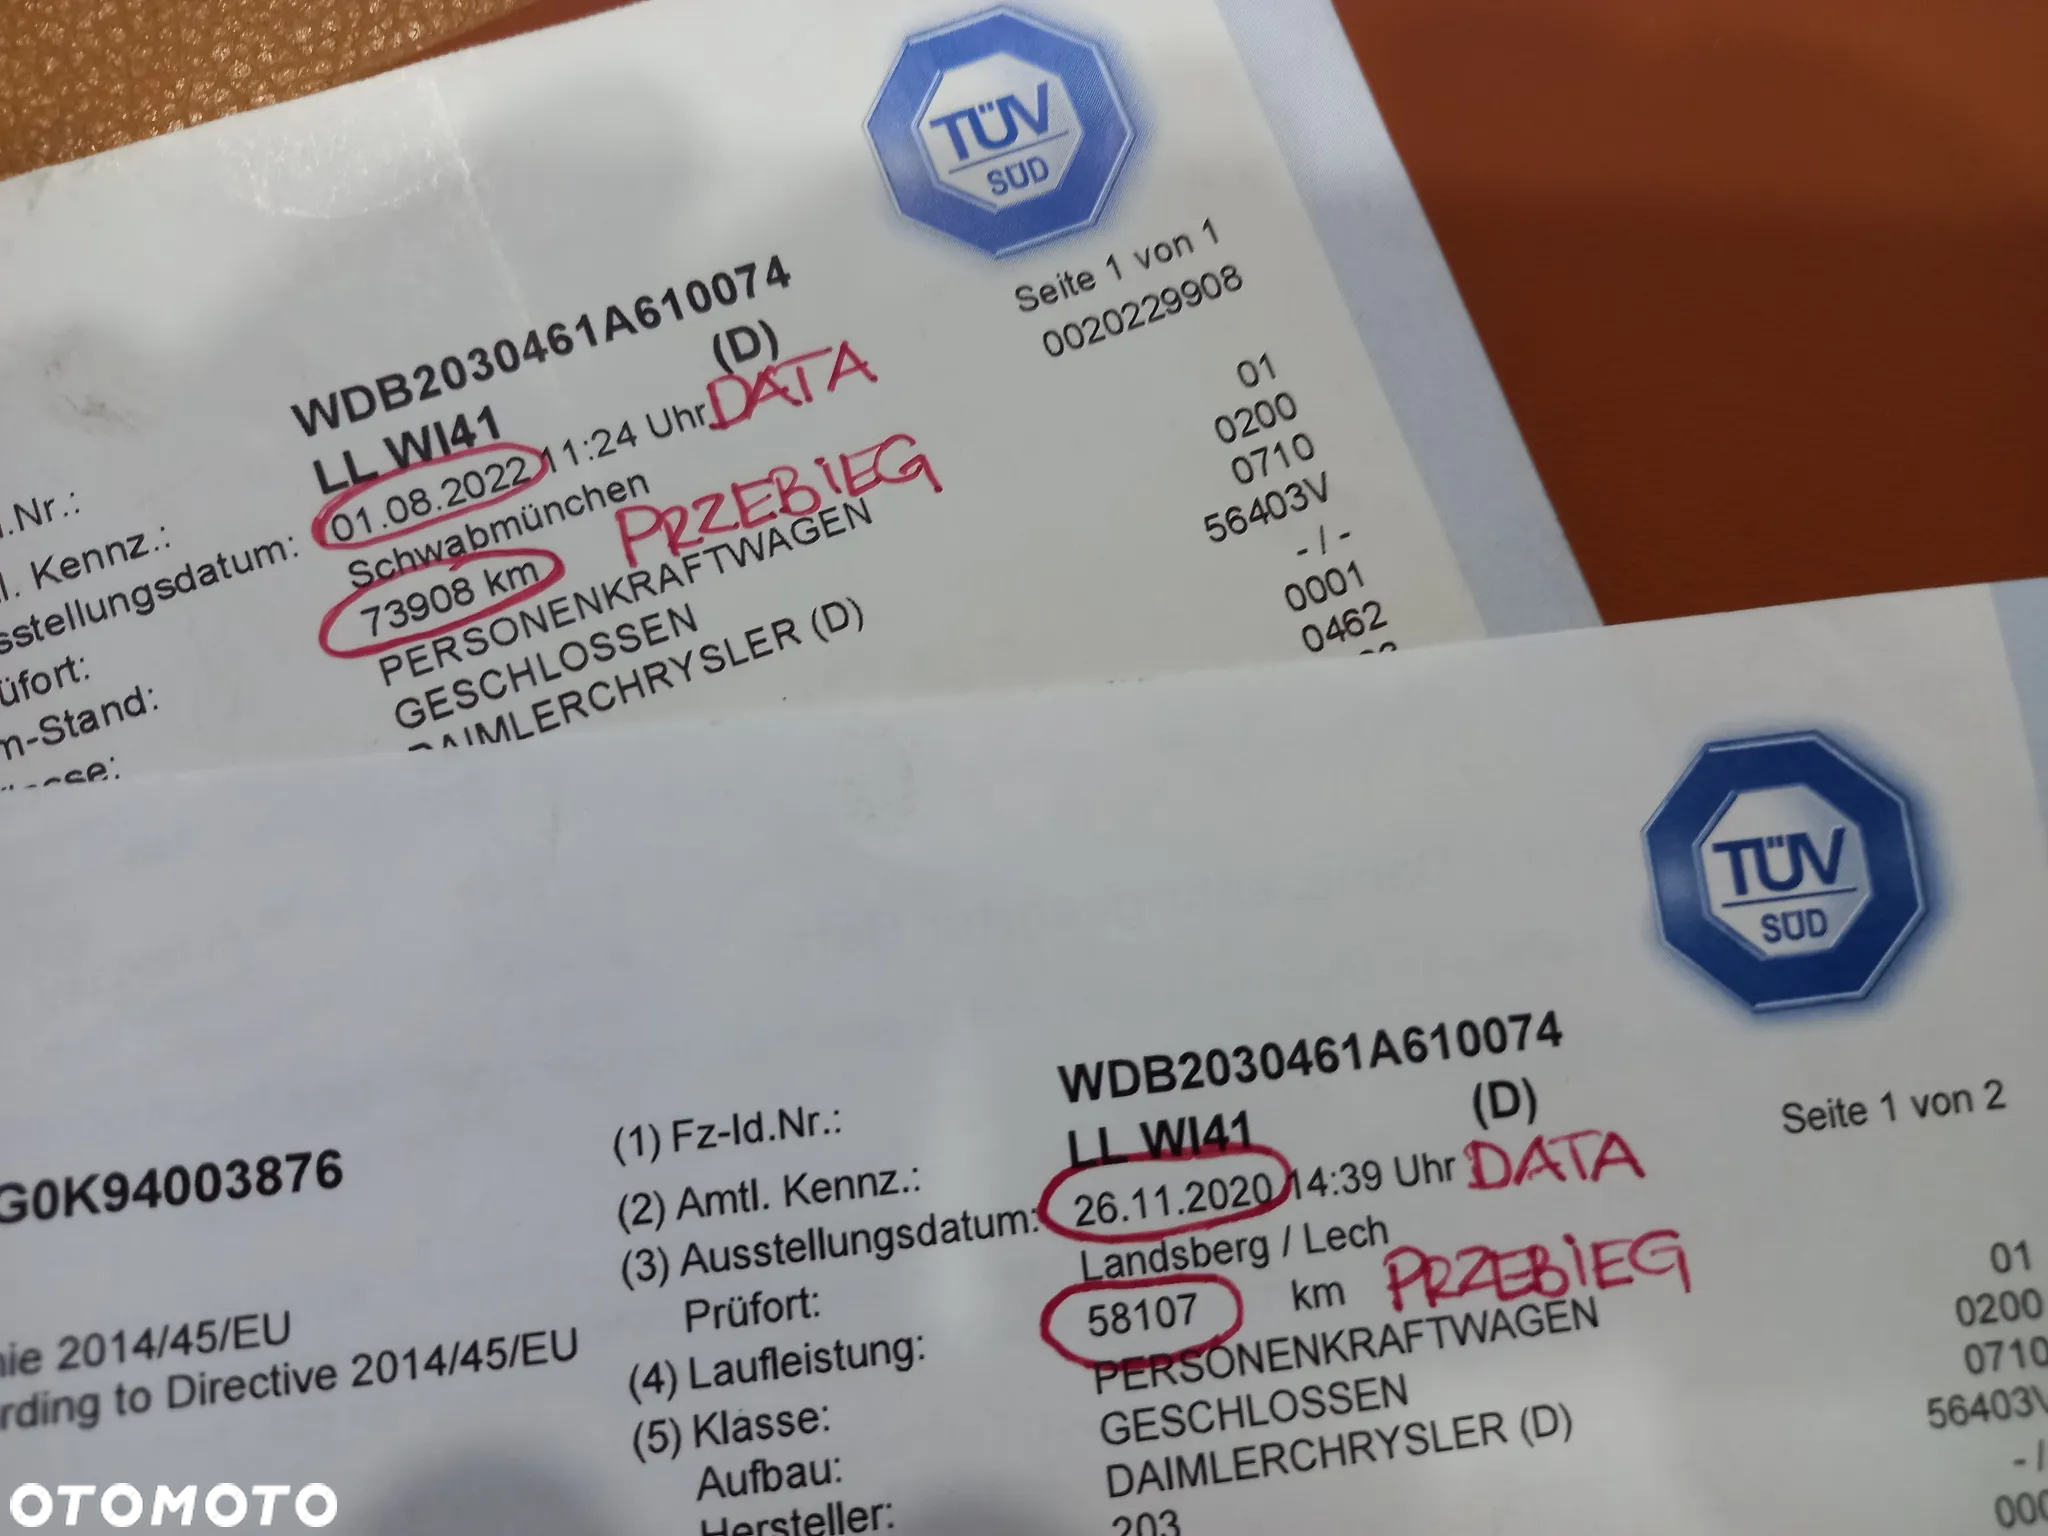 TÜV
SÜD
Seite 1 von 1
WDB2030461A610074
0020229908
LL WI41 (D)
01
Kennz.:
sstellungsdatum: 01.08.2022 11:24 Uhr DATA
0200
Schwabmünchen
0710
m-Stand: 73908 km PRZEBIEG
56403V
PERSONENKRAFTWAGEN
- / -
GESCHLOSSEN
0001
DAIMLERCHRYSLER (D)
0462
TÜV
SÜD
G0K94003876
(1) Fz-Id.Nr.: WDB2030461A610074
Seite 1 von 2
(2) Amtl. Kennz.: LL WI41 (D)
(3) Ausstellungsdatum: 26.11.2020 14:39 Uhr DATA
Prüfort: Landsberg / Lech
01
(4) Laufleistung: 58107 km PRZEBIEG
0200
(5) Klasse: PERSONENKRAFTWAGEN
0710
Aufbau: GESCHLOSSEN
56403V
Hersteller: DAIMLERCHRYSLER (D)
203
nie 2014/45/EU
rding to Directive 2014/45/EU
OTOMOTO